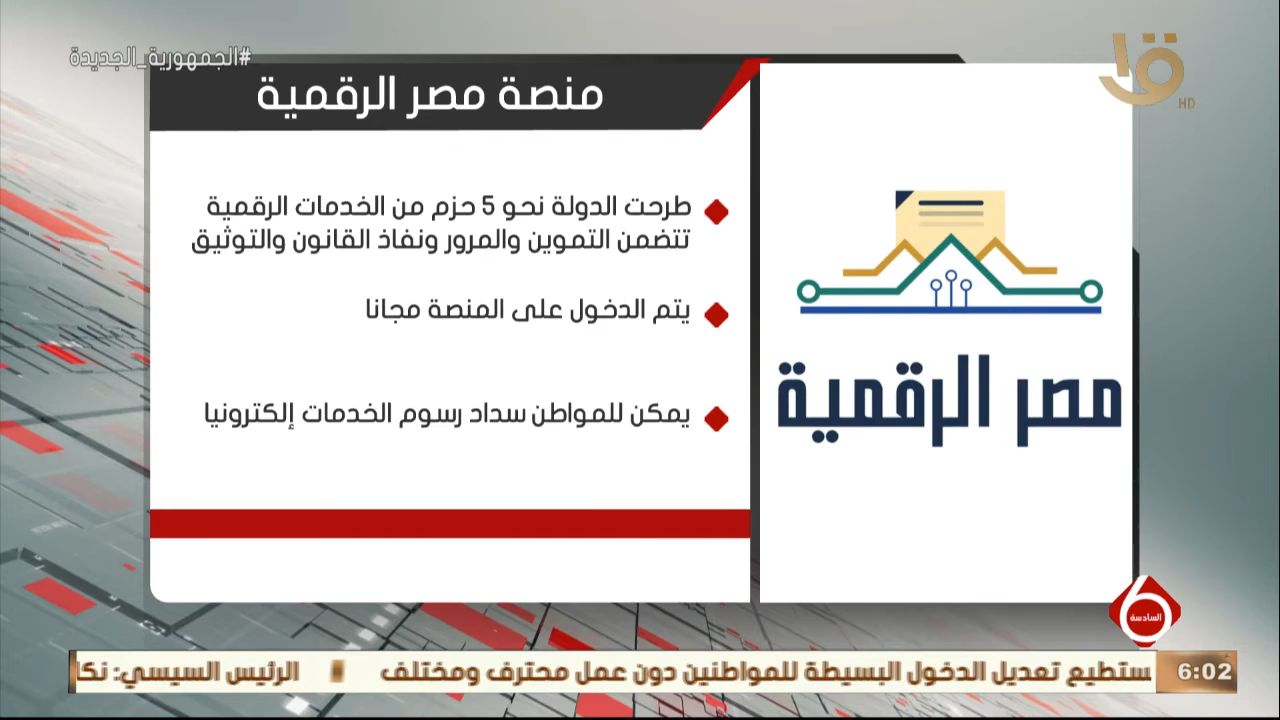 #الجمهورية_الجديدة
HD
منصة مصر الرقمية
طرحت الدولة نحو 5 حزم من الخدمات الرقمية
تتضمن التموين والمرور ونفاذ القانون والتوثيق
يتم الدخول على المنصة مجانا
يمكن للمواطن سداد رسوم الخدمات إلكترونيا
مصر الرقمية
السادسة
6:02
ستطيع تعديل الدخول البسيطة للمواطنين دون عمل محترف ومختلف
الرئيس السيسي: نكا